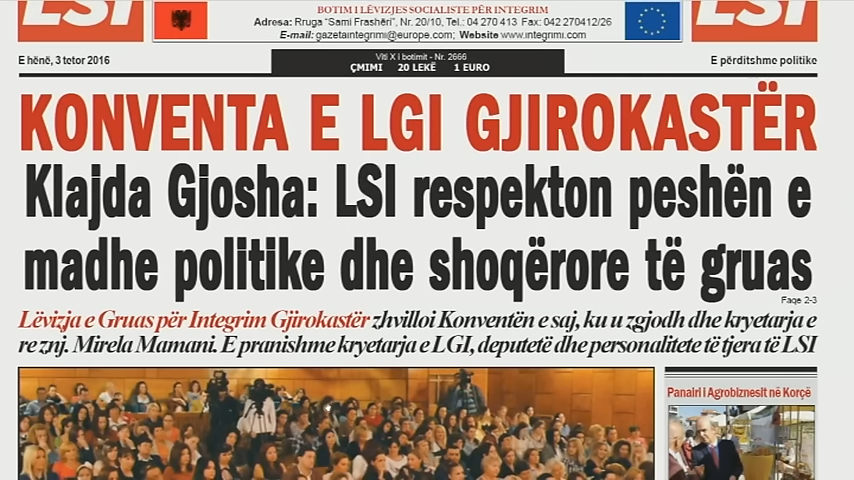 LSI
BOTIM I LËVIZJES SOCIALISTE PËR INTEGRIM
LSI
Adresa: Rruga "Sami Frashëri", Nr. 20/10, Tel.: 04 270 413 Fax: 042 270412/26
E-mail: gazetaintegrimi@europe.com; Website www.integrimi.com
E hënë, 3 tetor 2016
Viti X i botimit - Nr. 2666
ÇMIMI 20 LEKË 1 EURO
E përditshme politike
KONVENTA E LGI GJIROKASTËR
Klajda Gjosha: LSI respekton peshën e
madhe politike dhe shoqërore të gruas
Faqe 2-3
Lëvizja e Gruas për Integrim Gjirokastër zhvilloi Konventën e saj, ku u zgjodh dhe kryetarja e
re znj. Mirela Mamani. E pranishme kryetarja e LGI, deputetë dhe personalitete të tjera të LSI
Panairi i Agrobiznesit në Korçë